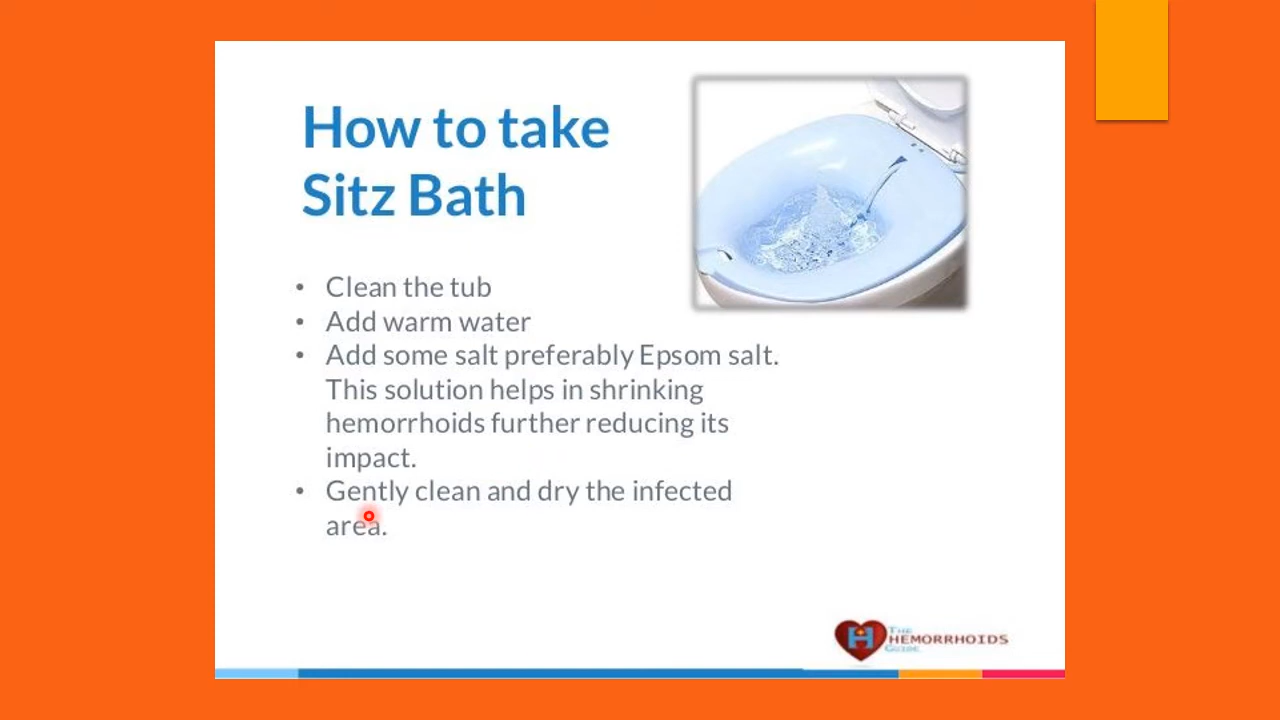 How to take
Sitz Bath
• Clean the tub
• Add warm water
• Add some salt preferably Epsom salt.
This solution helps in shrinking
hemorrhoids further reducing its
impact.
• Gently clean and dry the infected
area.
H
THE
HEMORRHOIDS
GUIDE